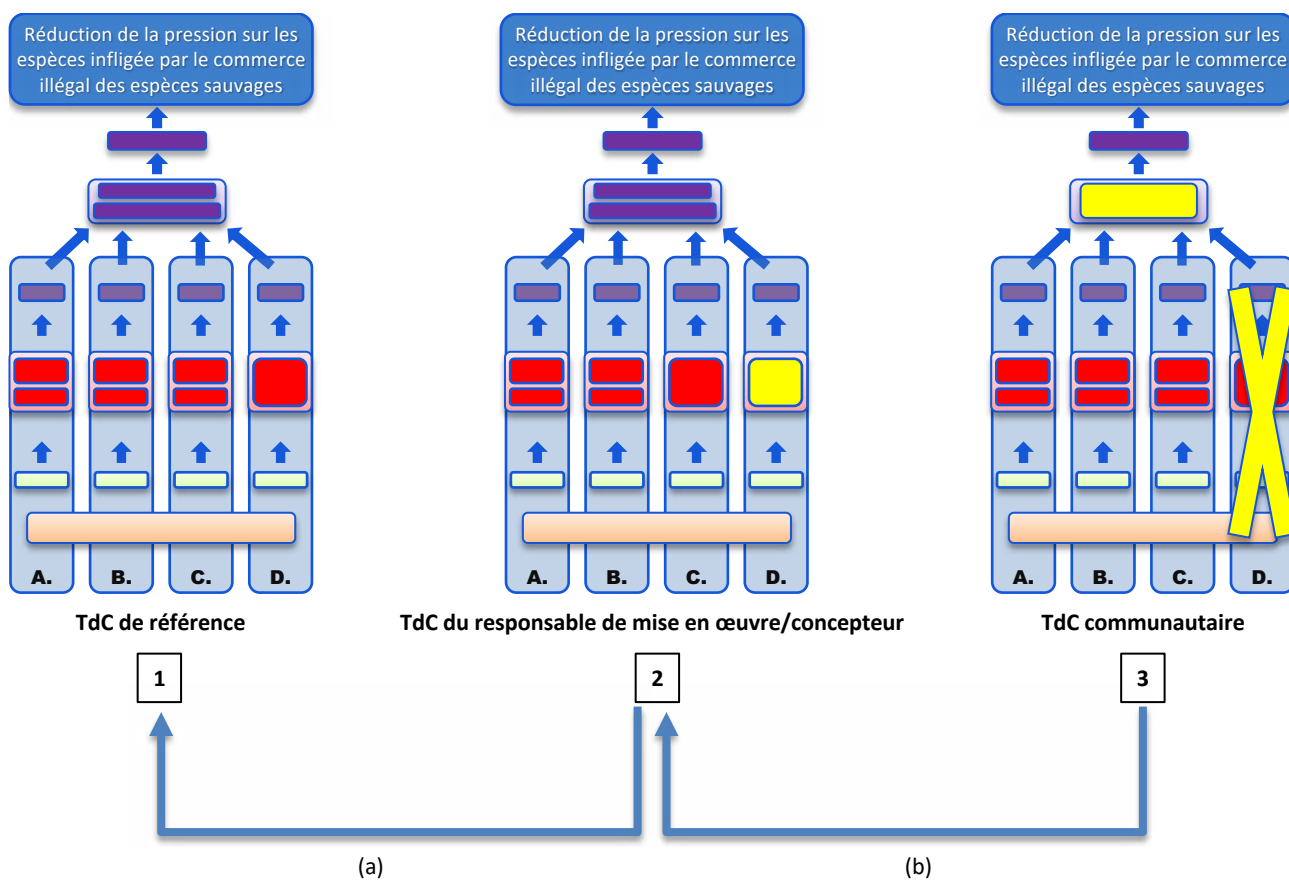 Réduction de la pression sur les
espèces infligée par le commerce
illégal des espèces sauvages
Réduction de la pression sur les
espèces infligée par le commerce
illégal des espèces sauvages
Réduction de la pression sur les
espèces infligée par le commerce
illégal des espèces sauvages
A. B. C. D.
A. B. C. D.
A. B. C. D.
TdC de référence
TdC du responsable de mise en œuvre/concepteur
TdC communautaire
1
2
3
(a)
(b)